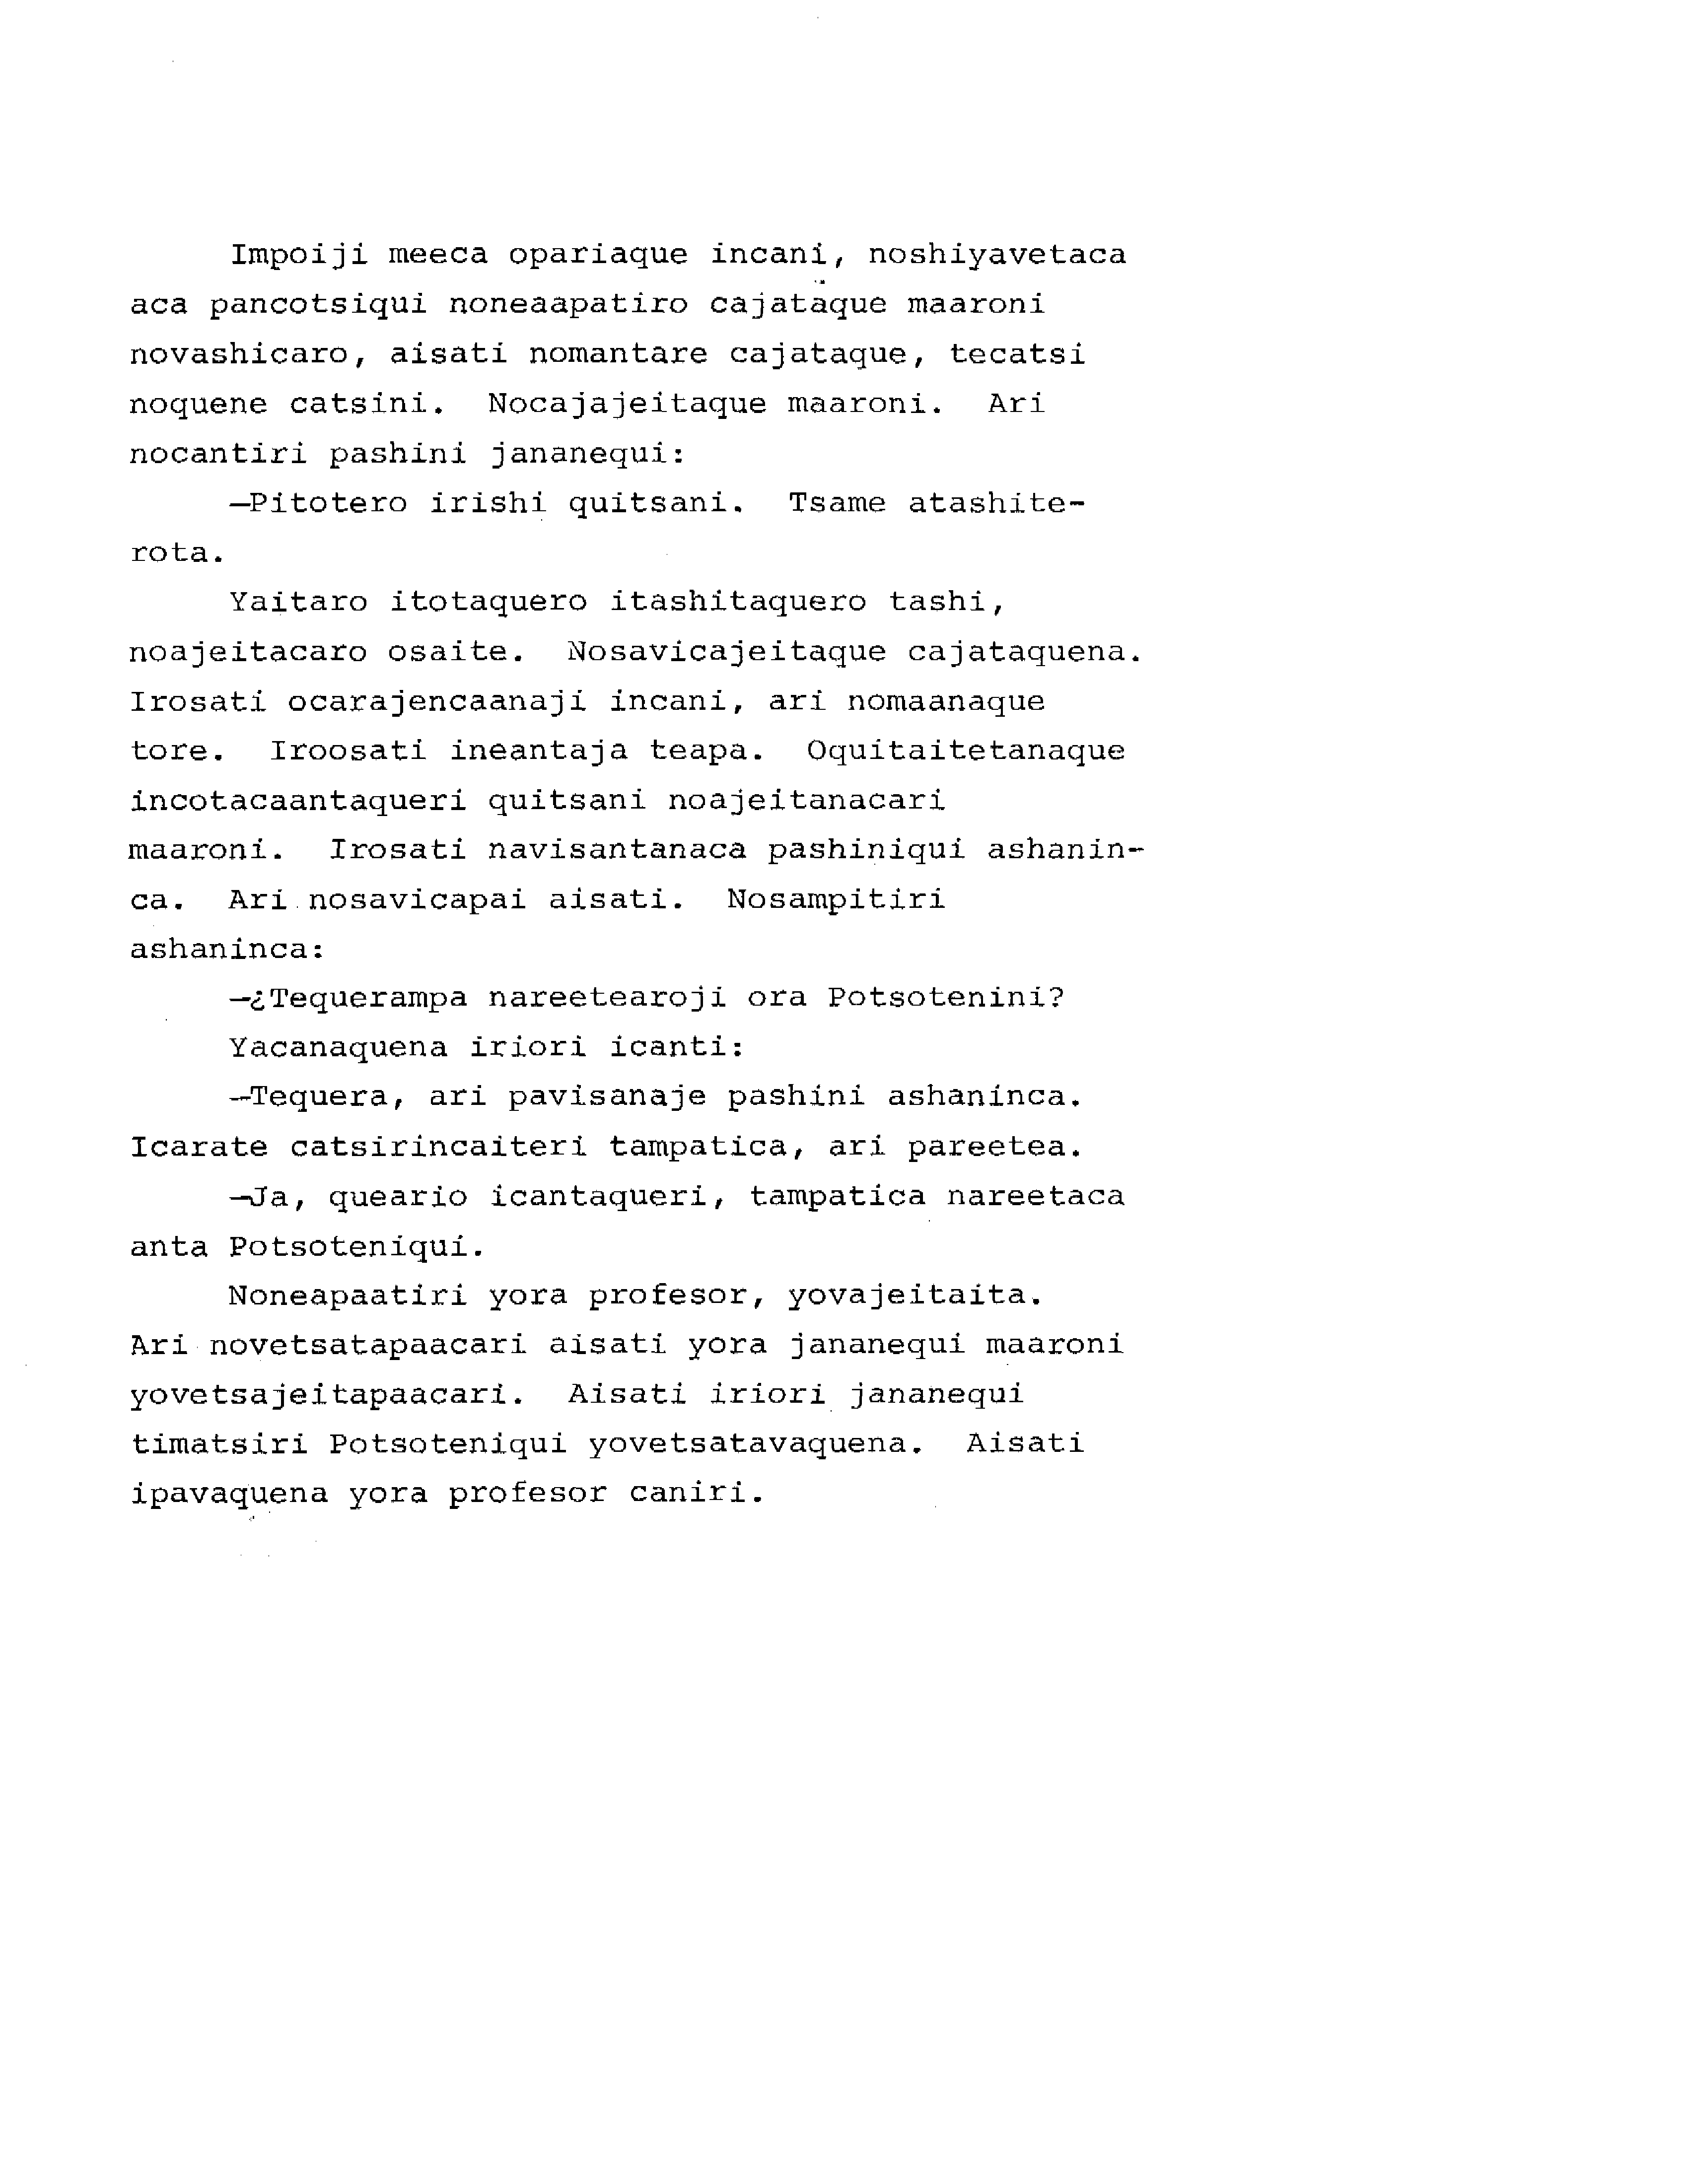 Impoiji meeca opariaque incani, noshiyavetaca
aca pancotsiqui noneaapatiro cajataque maaroni
novashicaro, aisati nomantare cajataque, tecatsi
noquene catsini. Nocajajeitaque maaroni. Ari
nocantiri pashini jananequi:
—Pitotero irishi quitsani. Tsame atashite-
rota.
Yaitaro itotaquero itashitaquero tashi,
noajeitacaro osaite. Nosavicajeitaque cajataquena.
Irosati ocarajencaanaji incani, ari nomaanaque
tore. Iroosati ineantaja teapa. Oquitaitetanaque
incotacaantaqueri quitsani noajeitanacari
maaroni. Irosati navisantanaca pashiniqui ashanin-
ca. Ari nosavicapai aisati. Nosampitiri
ashaninca:
—¿Tequerampa nareetearoji ora Potsotenini?
Yacanaquena iriori icanti:
—Tequera, ari pavisanaje pashini ashaninca.
Icarate catsirincaiteri tampatica, ari pareetea.
—Ja, queario icantaqueri, tampatica nareetaca
anta Potsoteniqui.
Noneapaatiri yora profesor, yovajeitaita.
Ari novetsatapaacari aisati yora jananequi maaroni
yovetsajeitapaacari. Aisati iriori jananequi
timatsiri Potsoteniqui yovetsatavaquena. Aisati
ipavaquena yora profesor caniri.